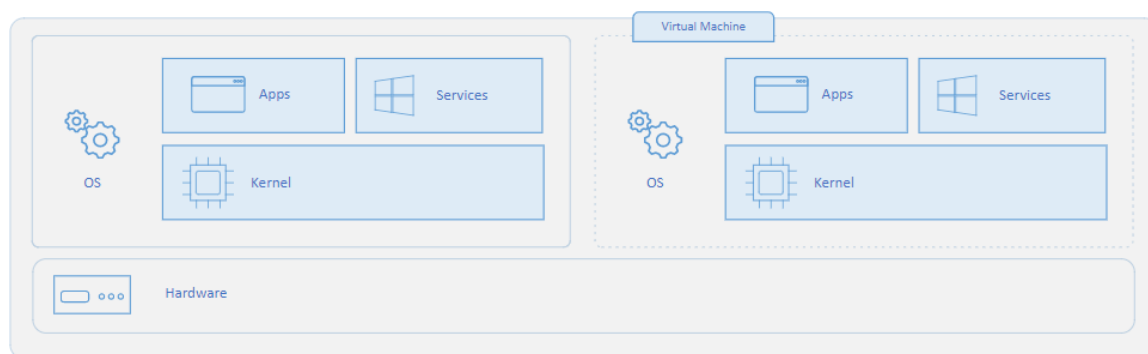 Virtual Machine
Apps
Services
OS
Kernel
Apps
Services
OS
Kernel
Hardware